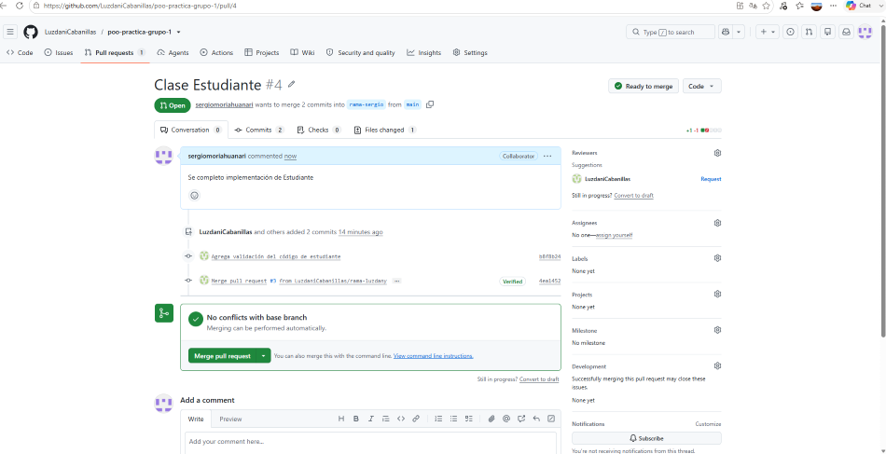 https://github.com/LuzdaniCabanillas/poo-practica-grupo-1/pull/4
Chat
LuzdaniCabanillas / poo-practica-grupo-1
Type / to search
Code Issues Pull requests 1 Agents Actions Projects Wiki Security and quality Insights Settings
Clase Estudiante #4
Ready to merge Code
Open sergiomoriahuanari wants to merge 2 commits into rama-sergio from main
Conversation 0 Commits 2 Checks 0 Files changed 1
+1 -1
sergiomoriahuanari commented now
Collaborator
Se completo implementación de Estudiante
LuzdaniCabanillas and others added 2 commits 14 minutes ago
Agrega validación del código de estudiante
Merge pull request #3 from LuzdaniCabanillas/rama-luzdany
Verified
4ea1452
No conflicts with base branch
Merging can be performed automatically.
Merge pull request You can also merge this with the command line. View command line instructions.
Still in progress? Convert to draft
Add a comment
Write Preview
Add your comment here...
Reviewers
Suggestions
LuzdaniCabanillas Request
Still in progress? Convert to draft
Assignees
No one—assign yourself
Labels
None yet
Projects
None yet
Milestone
No milestone
Development
Successfully merging this pull request may close these
issues.
None yet
Notifications Customize
Subscribe
You're not receiving notifications from this thread.